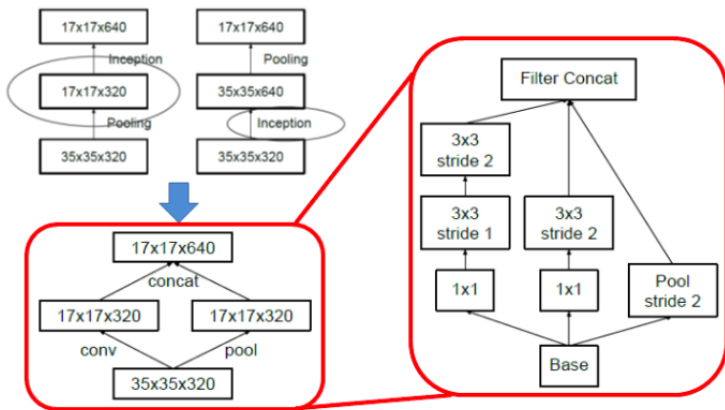 17x17x640
Inception
17x17x320
Pooling
35x35x320
17x17x640
Pooling
35x35x640
Inception
35x35x320
17x17x640
concat
17x17x320
17x17x320
conv
pool
35x35x320
Filter Concat
3x3
stride 2
3x3
stride 1
3x3
stride 2
1x1
1x1
Pool
stride 2
Base